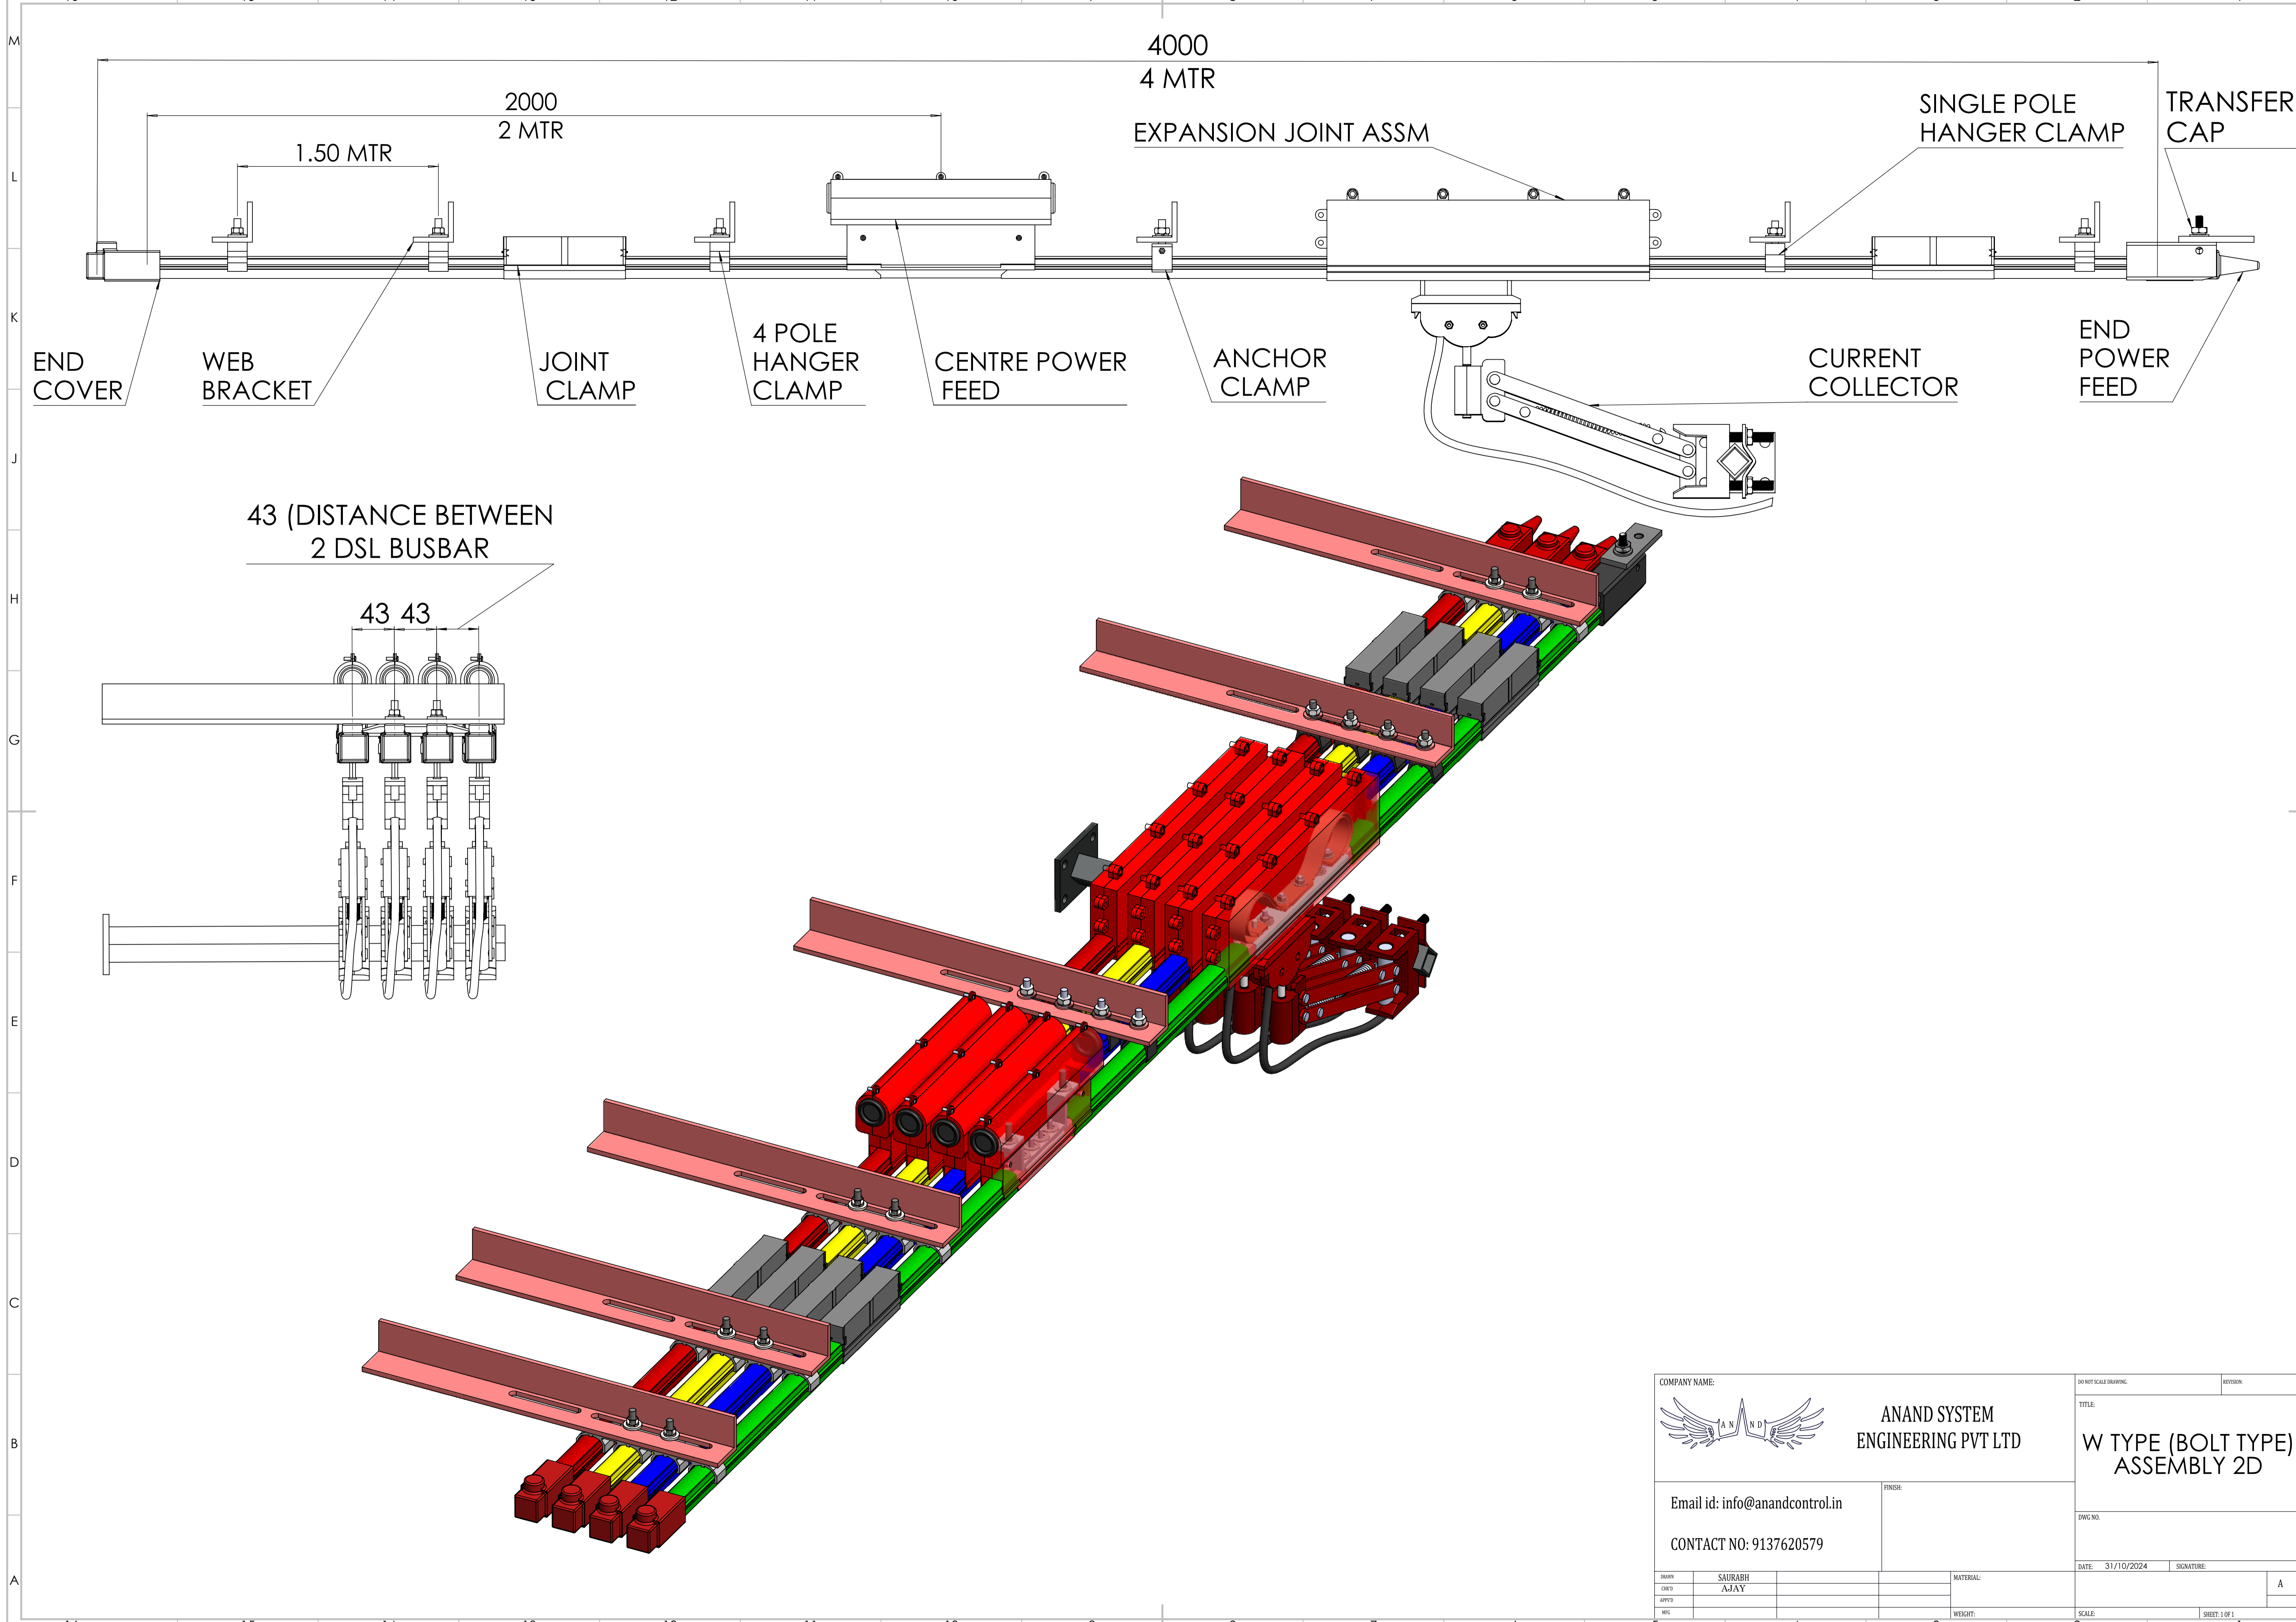 4000
4 MTR
2000
2 MTR
1.50 MTR
EXPANSION JOINT ASSM
SINGLE POLE
HANGER CLAMP
TRANSFER
CAP
END
COVER
WEB
BRACKET
JOINT
CLAMP
4 POLE
HANGER
CLAMP
CENTRE POWER
FEED
ANCHOR
CLAMP
CURRENT
COLLECTOR
END
POWER
FEED
43 (DISTANCE BETWEEN
2 DSL BUSBAR
43 43
M
L
K
J
H
G
F
E
D
C
B
A
COMPANY NAME:
A N N D
ANAND SYSTEM
ENGINEERING PVT LTD
Email id: info@anandcontrol.in
CONTACT NO: 9137620579
FINISH:
DO NOT SCALE DRAWING
REVISION:
TITLE:
W TYPE (BOLT TYPE)
ASSEMBLY 2D
DWG NO.
DATE: 31/10/2024
SIGNATURE:
DRAWN SAURABH
CHK'D AJAY
APPV'D
MFG
MATERIAL:
WEIGHT:
A
SCALE:
SHEET: 1 OF 1